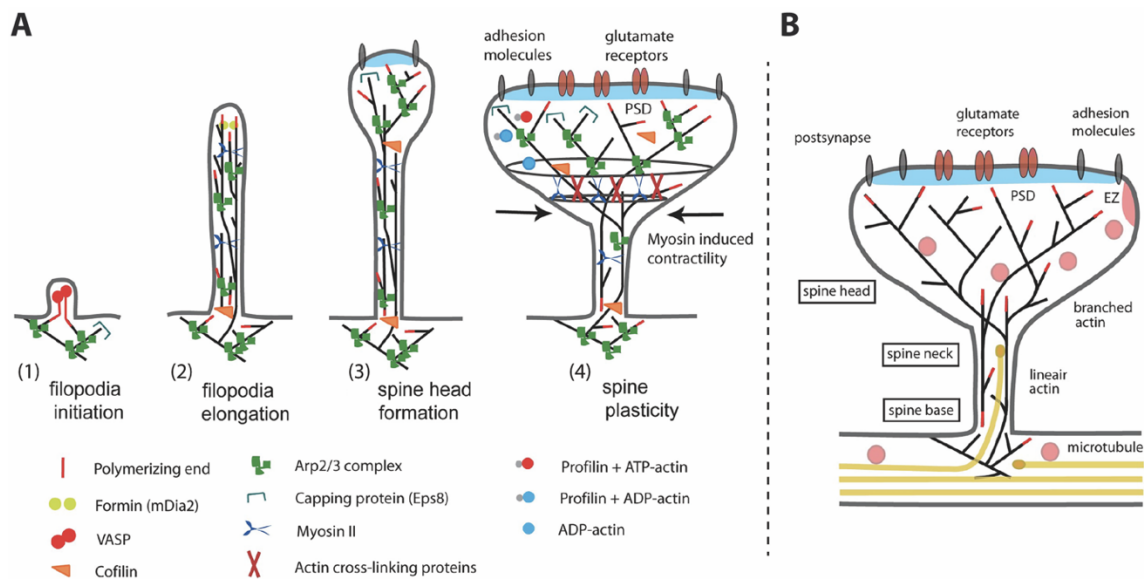 A
adhesion
molecules
glutamate
receptors
PSD
Myosin induced
contractility
(1)
filopodia
initiation
(2)
filopodia
elongation
(3)
spine head
formation
(4)
spine
plasticity
Polymerizing end
Formin (mDia2)
VASP
Cofilin
Arp2/3 complex
Capping protein (Eps8)
Myosin II
Actin cross-linking proteins
Profilin + ATP-actin
Profilin + ADP-actin
ADP-actin
B
postsynapse
glutamate
receptors
adhesion
molecules
PSD
EZ
spine head
branched
actin
spine neck
lineair
actin
spine base
microtubule